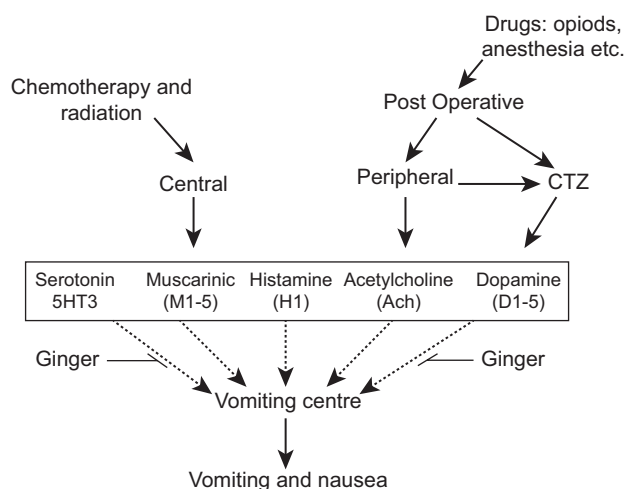 Drugs: opiods,
anesthesia etc.
Chemotherapy and
radiation
Post Operative
Central
Peripheral
CTZ
Serotonin
5HT3
Muscarinic
(M1-5)
Histamine
(H1)
Acetylcholine
(Ach)
Dopamine
(D1-5)
Ginger
Ginger
Vomiting centre
Vomiting and nausea